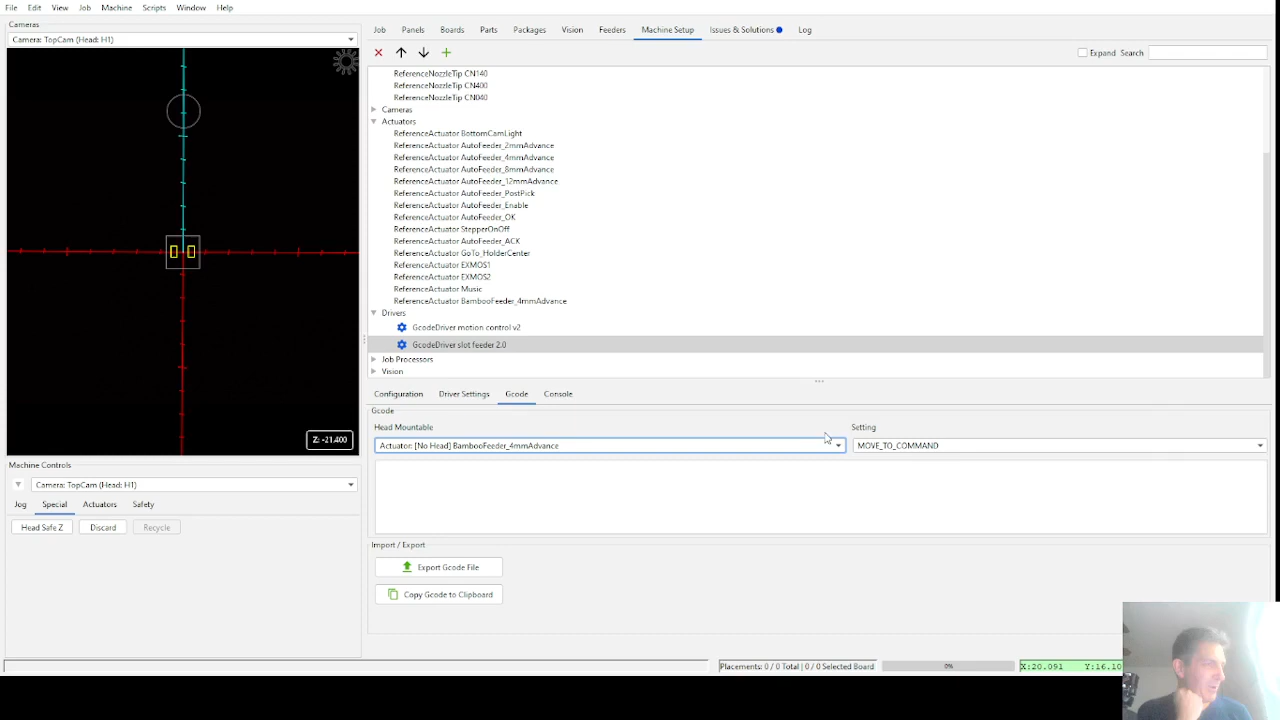 File Edit View Job Machine Scripts Window Help
Cameras
Camera: TopCam (Head: H1)
Z: -21.400
Machine Controls
Camera: TopCam (Head: H1)
Jog Special Actuators Safety
Head Safe Z Discard Recycle
Job Panels Boards Parts Packages Vision Feeders Machine Setup Issues & Solutions Log
Expand Search
ReferenceNozzleTip CN140
ReferenceNozzleTip CN400
ReferenceNozzleTip CN040
Cameras
Actuators
ReferenceActuator BottomCamLight
ReferenceActuator AutoFeeder_2mmAdvance
ReferenceActuator AutoFeeder_4mmAdvance
ReferenceActuator AutoFeeder_8mmAdvance
ReferenceActuator AutoFeeder_12mmAdvance
ReferenceActuator AutoFeeder_PostPick
ReferenceActuator AutoFeeder_Enable
ReferenceActuator AutoFeeder_OK
ReferenceActuator StepperOnOff
ReferenceActuator AutoFeeder_ACK
ReferenceActuator GoTo_HolderCenter
ReferenceActuator EXMOS1
ReferenceActuator EXMOS2
ReferenceActuator Music
ReferenceActuator BambooFeeder_4mmAdvance
Drivers
GcodeDriver motion control v2
GcodeDriver slot feeder 2.0
Job Processors
Vision
Configuration Driver Settings Gcode Console
Gcode
Head Mountable Setting
Actuator: [No Head] BambooFeeder_4mmAdvance MOVE_TO_COMMAND
Import / Export
Export Gcode File
Copy Gcode to Clipboard
Placements: 0 / 0 Total | 0 / 0 Selected Board 0% X:20.091 Y:16.10